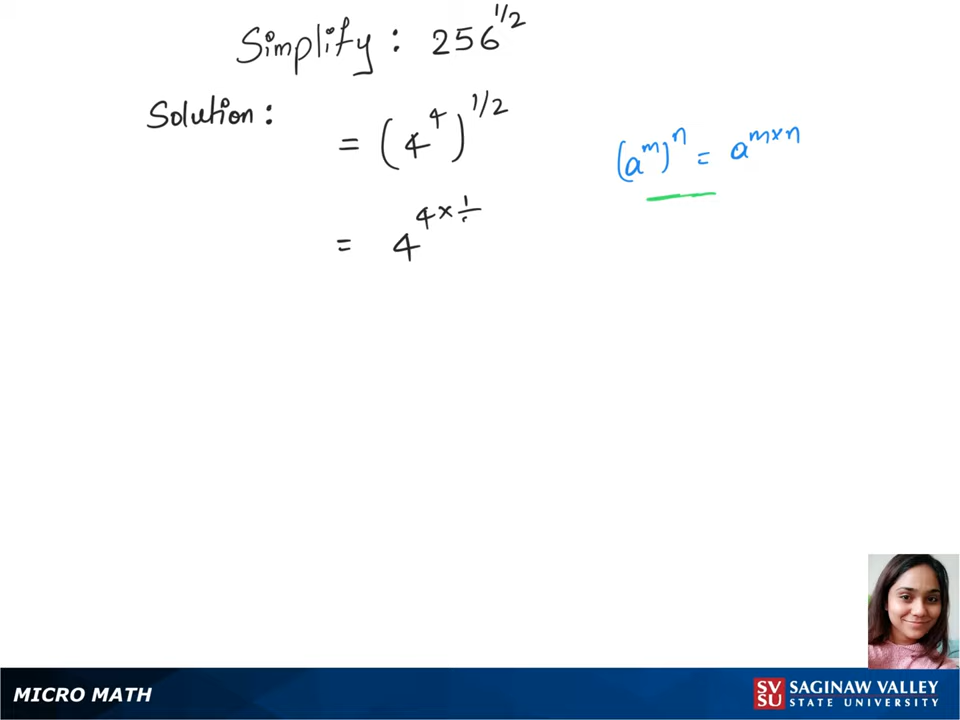 Simplify : 256^1/2
Solution :
= (4^4)^1/2
(a^m)^n = a^m×n
= 4^4×1/
MICRO MATH
SVSU SAGINAW VALLEY
STATE UNIVERSITY